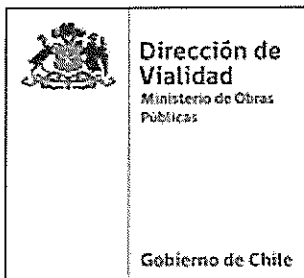 Dirección de
Vialidad
Ministerio de Obras
Públicas
Gobierno de Chile